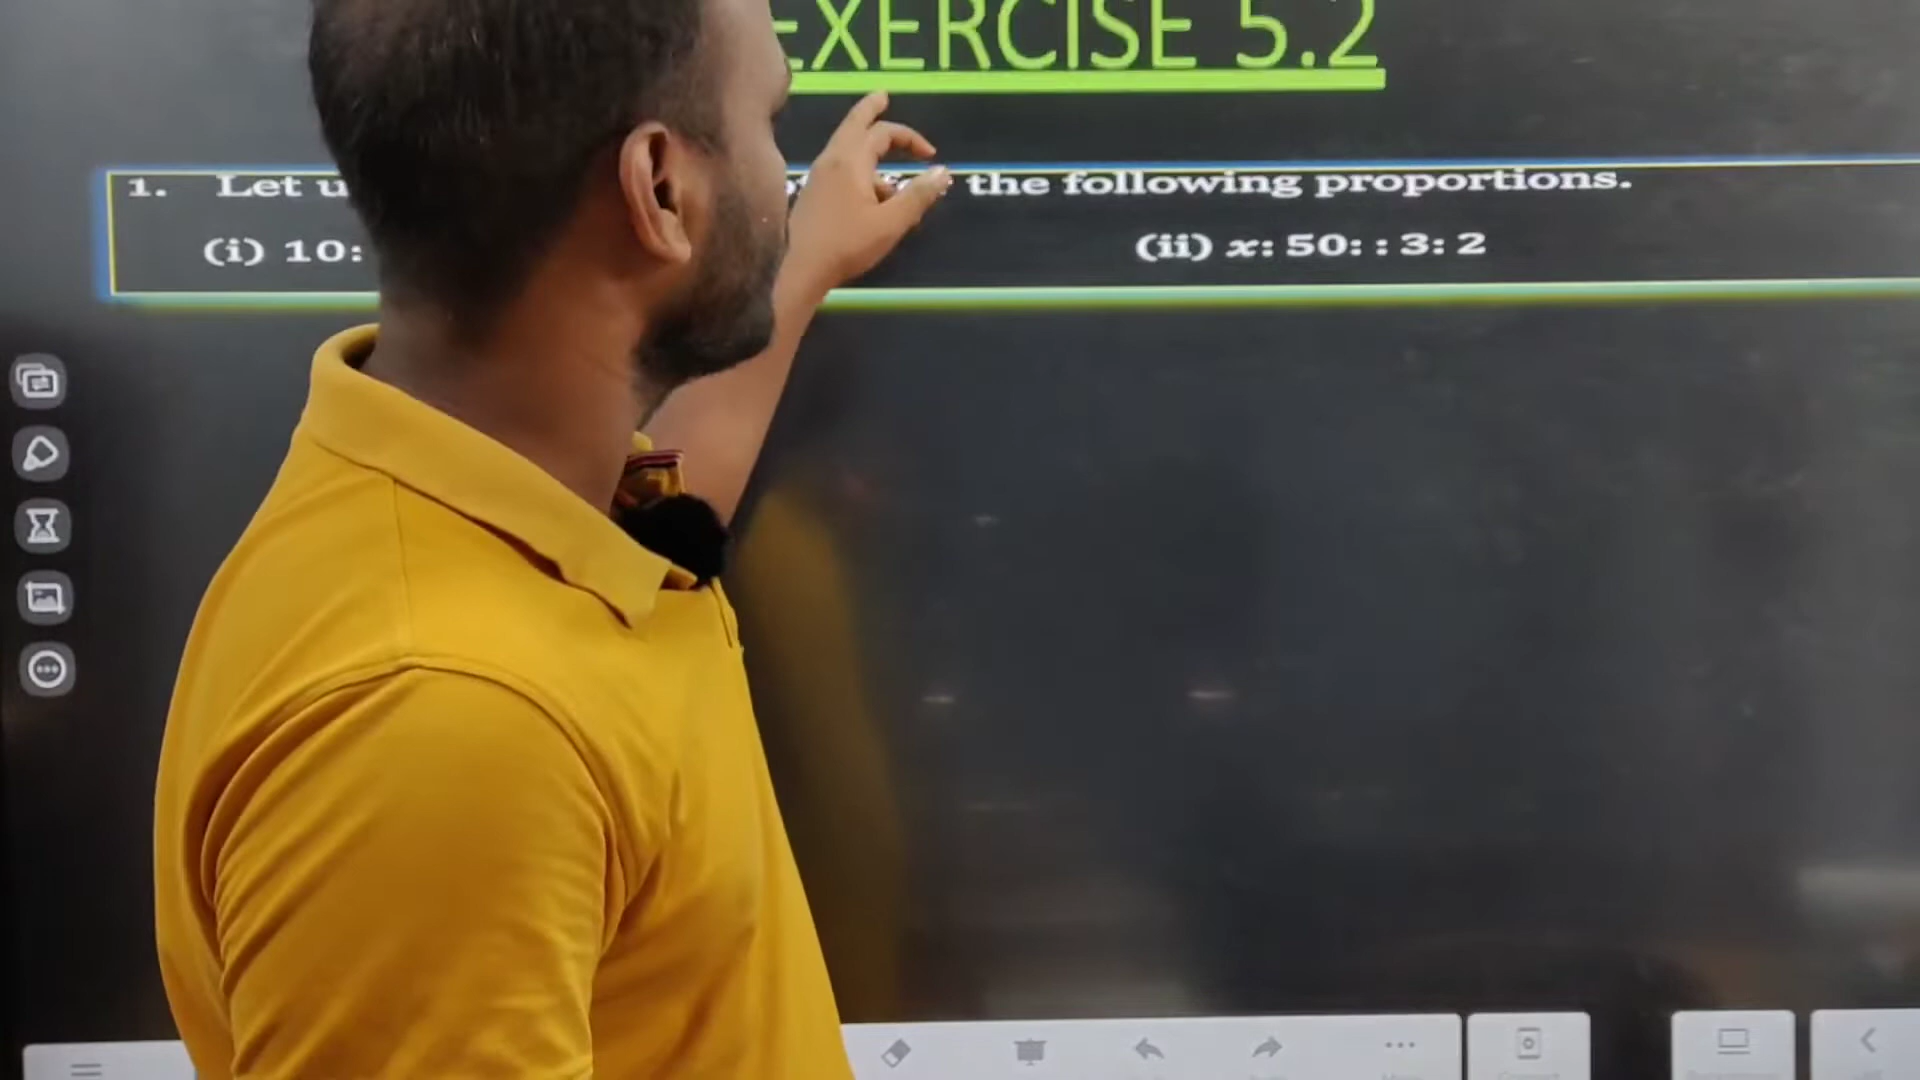 EXERCISE 5.2
1. Let the following proportions.
(i) 10: (ii) x: 50: : 3: 2